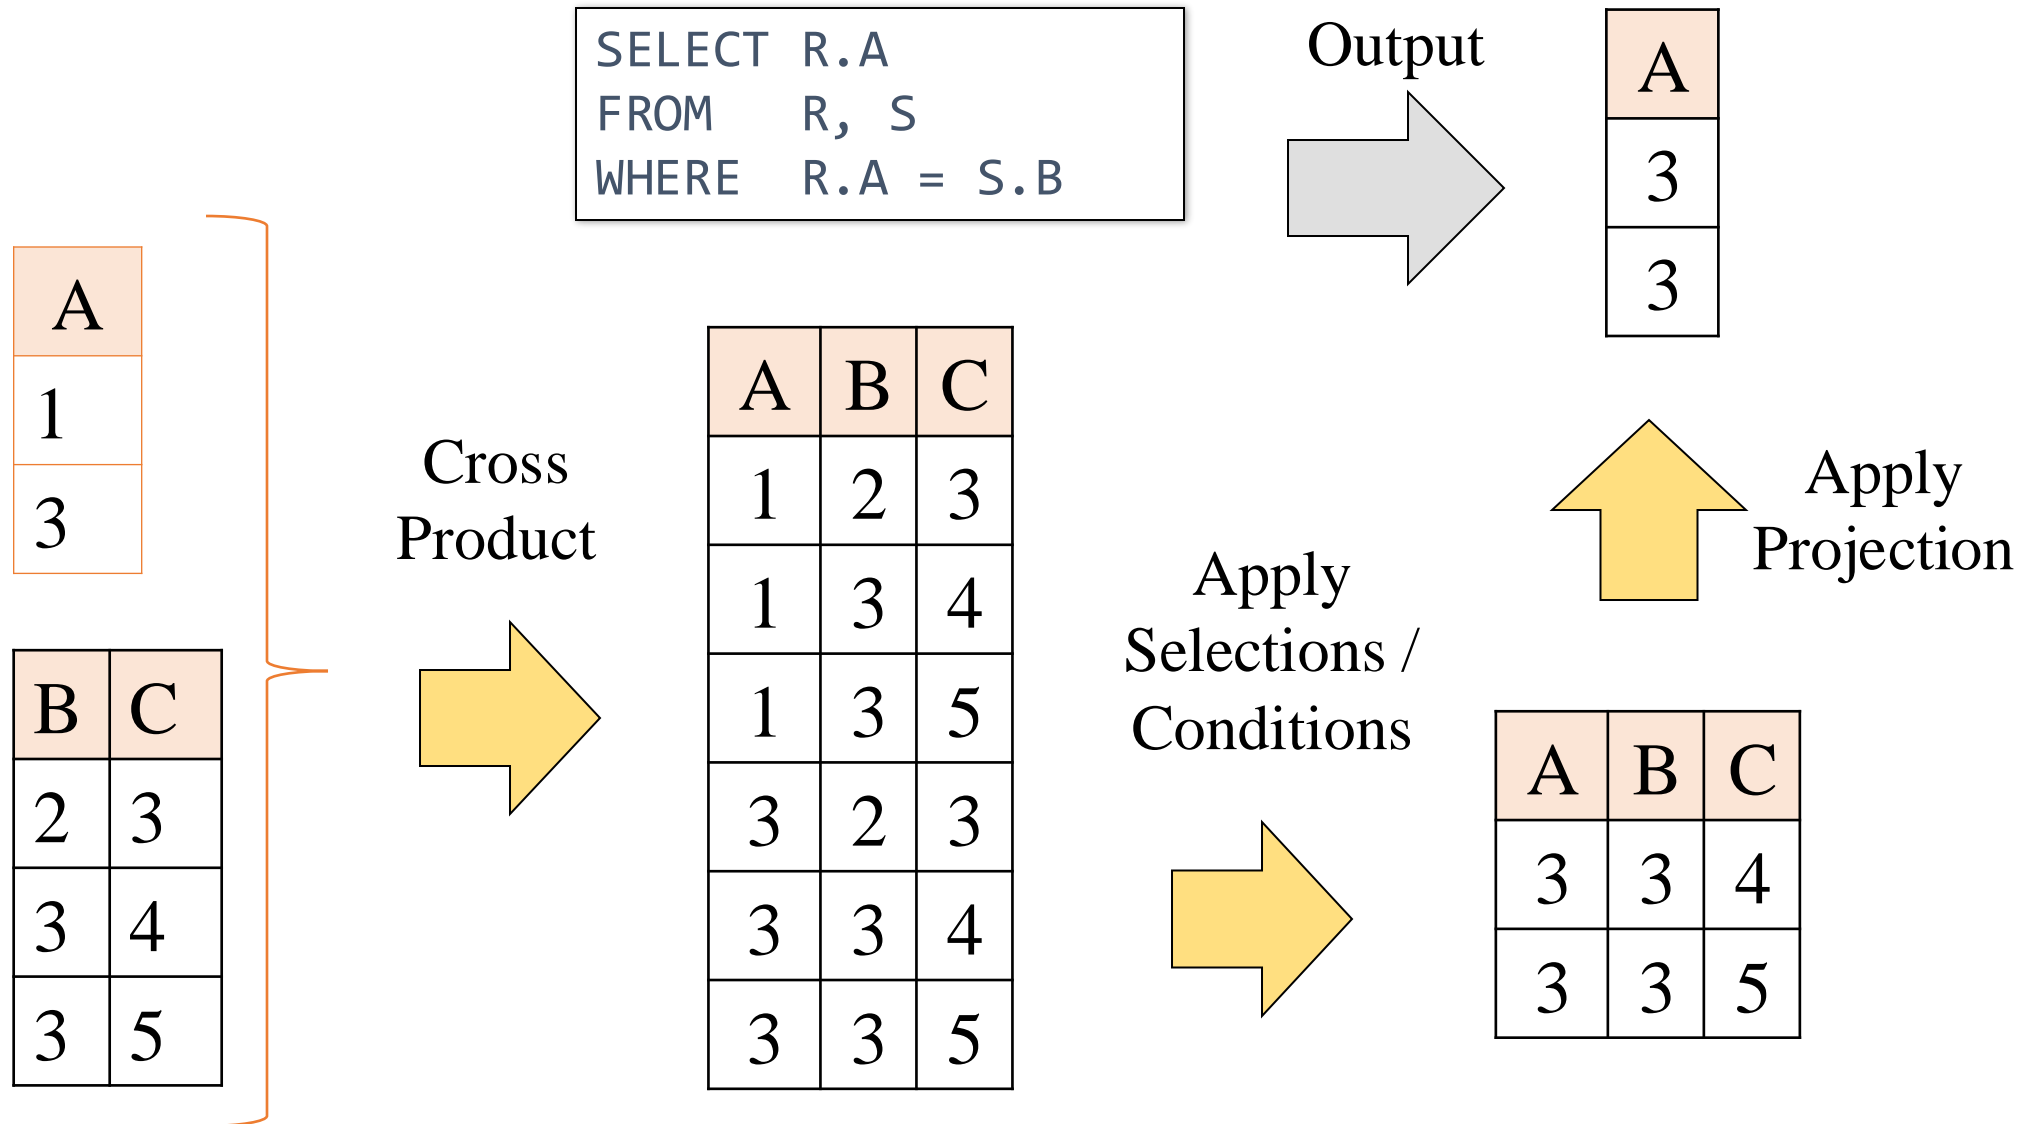 SELECT R.A
FROM   R, S
WHERE  R.A = S.B
Output
A
3
3
A
1
3
B C
2 3
3 4
3 5
Cross
Product
A B C
1 2 3
1 3 4
1 3 5
3 2 3
3 3 4
3 3 5
Apply
Selections /
Conditions
A B C
3 3 4
3 3 5
Apply
Projection